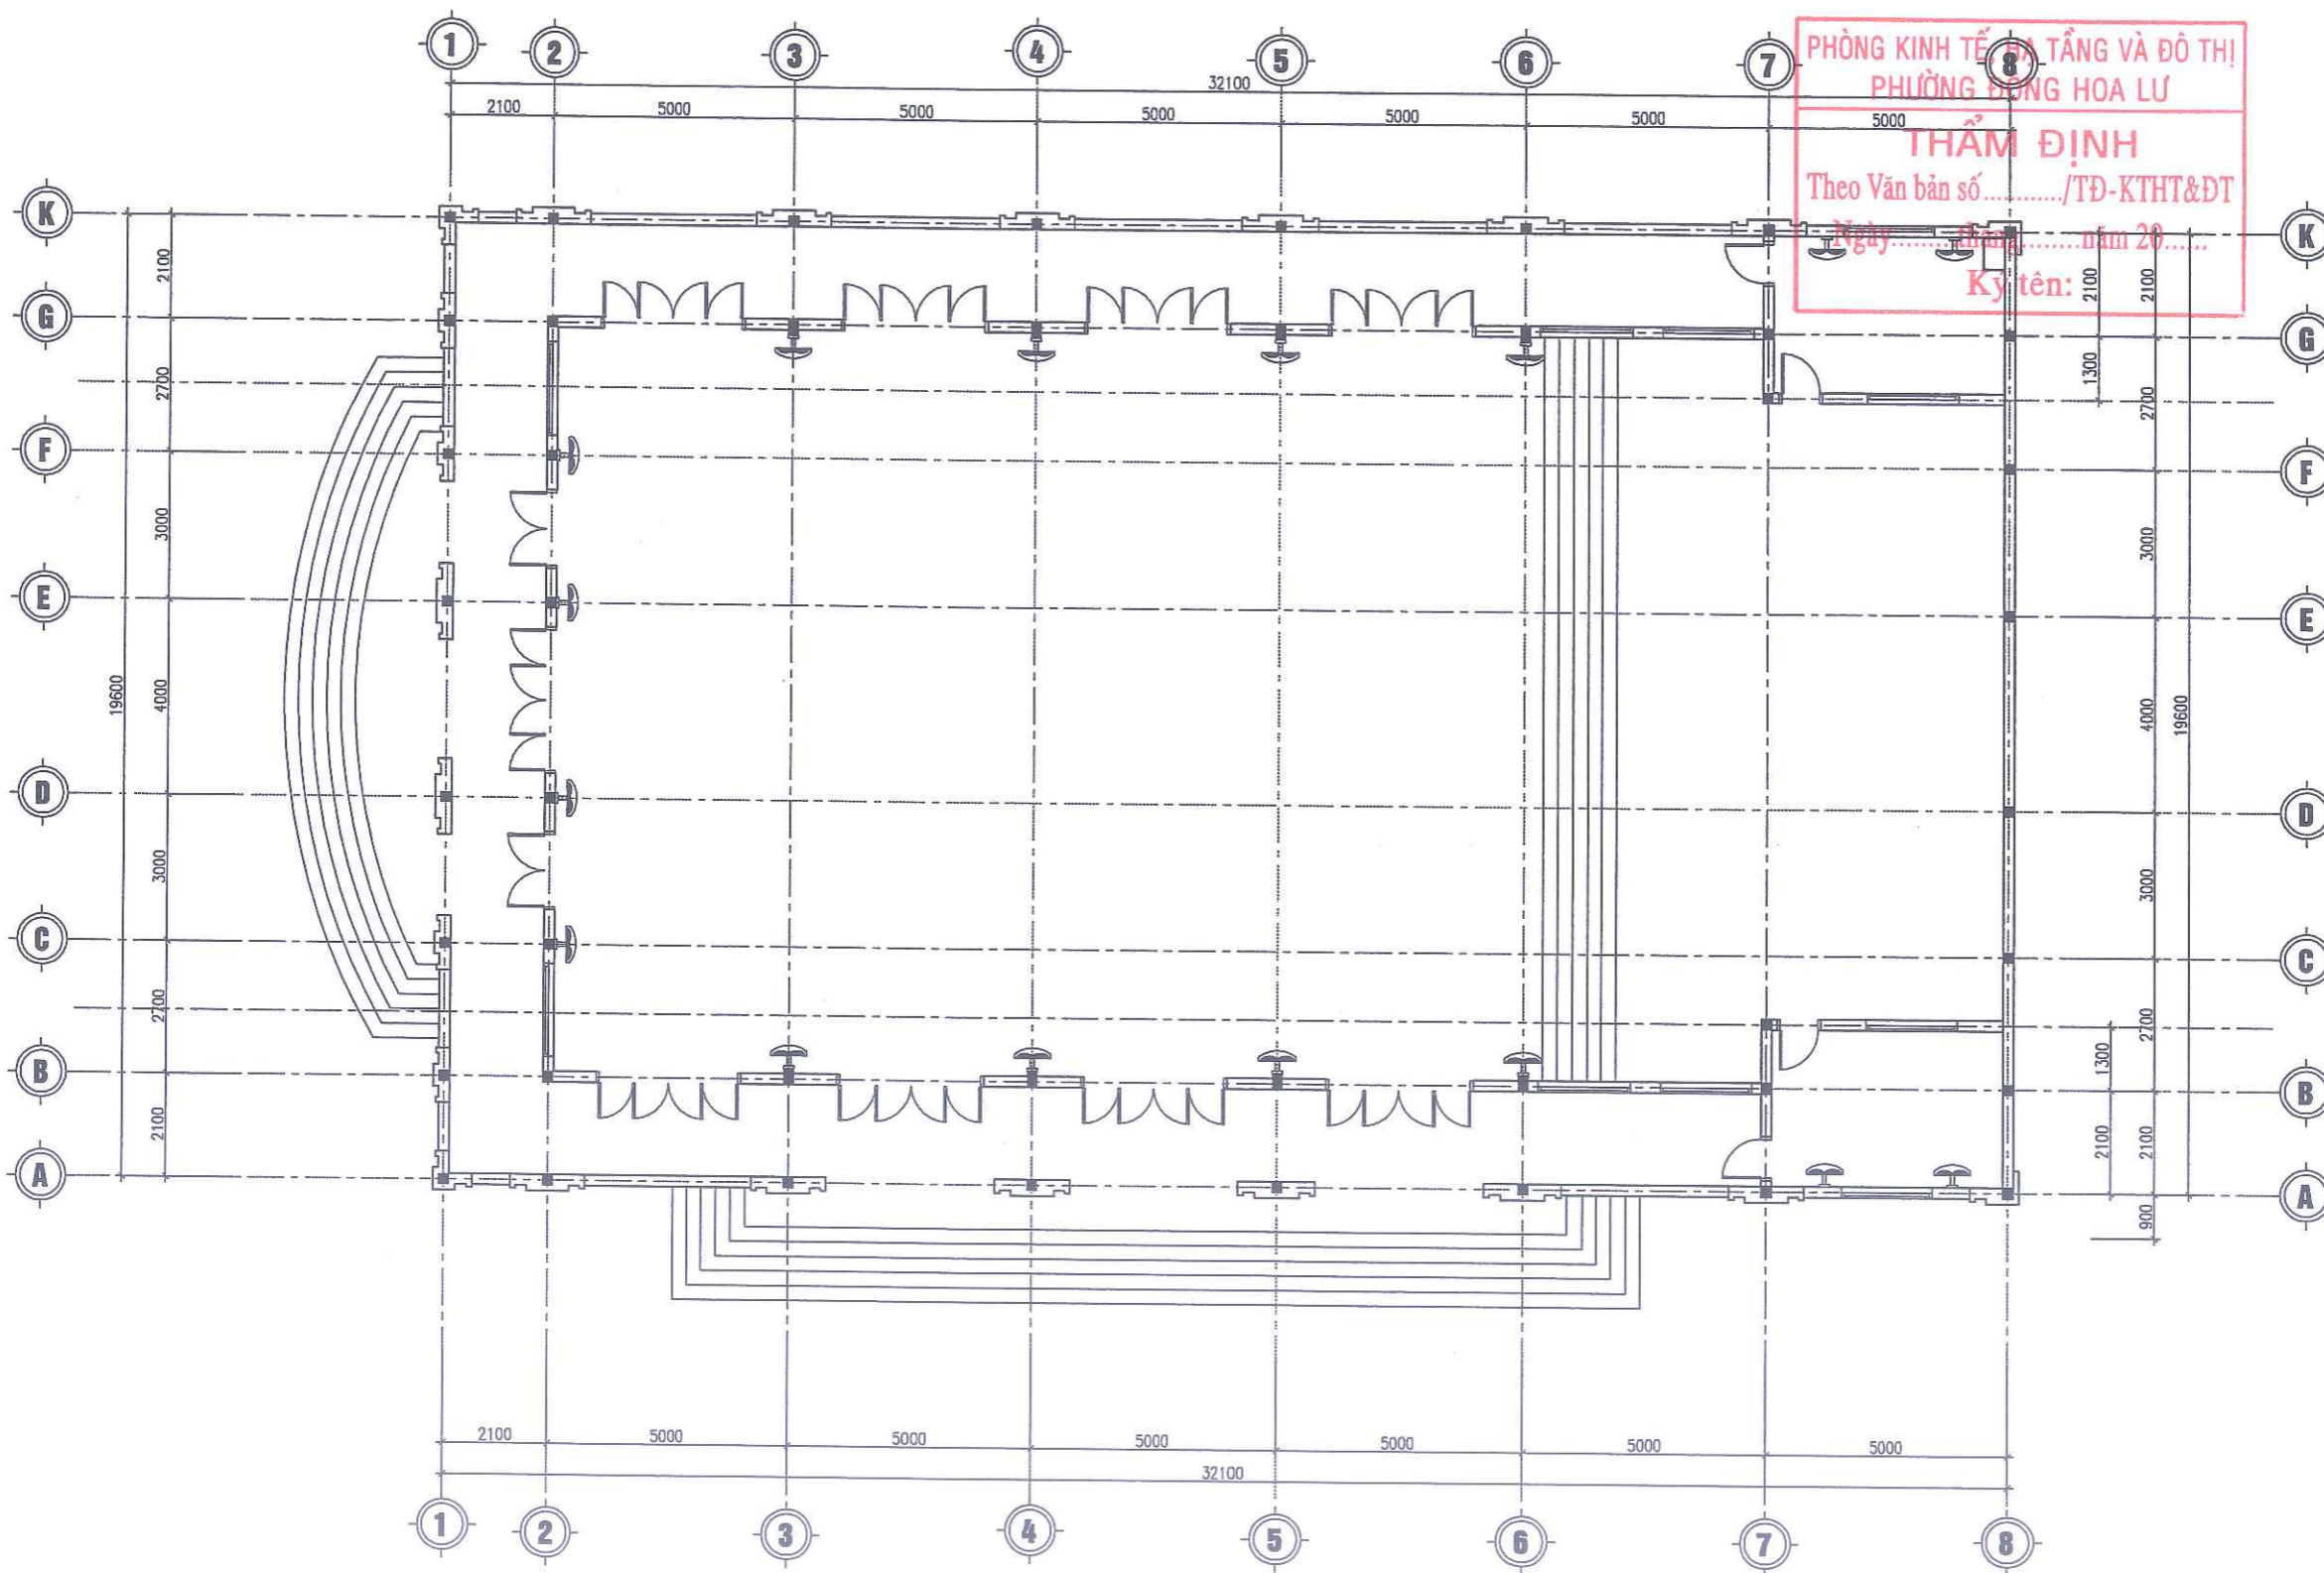 1 2 3 4 5 6 7 8
PHÒNG KINH TẾ, HẠ TẦNG VÀ ĐÔ THỊ
PHƯỜNG ĐÔNG HOA LƯ
THẨM ĐỊNH
Theo Văn bản số............/TĐ-KTHT&ĐT
Ngày.........tháng.........năm 20......
Ký tên:
32100
2100 5000 5000 5000 5000 5000 5000
K K
2100 2100 2100
G G
1300
2700 2700
F F
3000 3000
E E
19600 4000 4000 19600
D D
3000 3000
C C
2700 2700
1300
B B
2100 2100 2100
A A
900
2100 5000 5000 5000 5000 5000 5000
32100
1 2 3 4 5 6 7 8